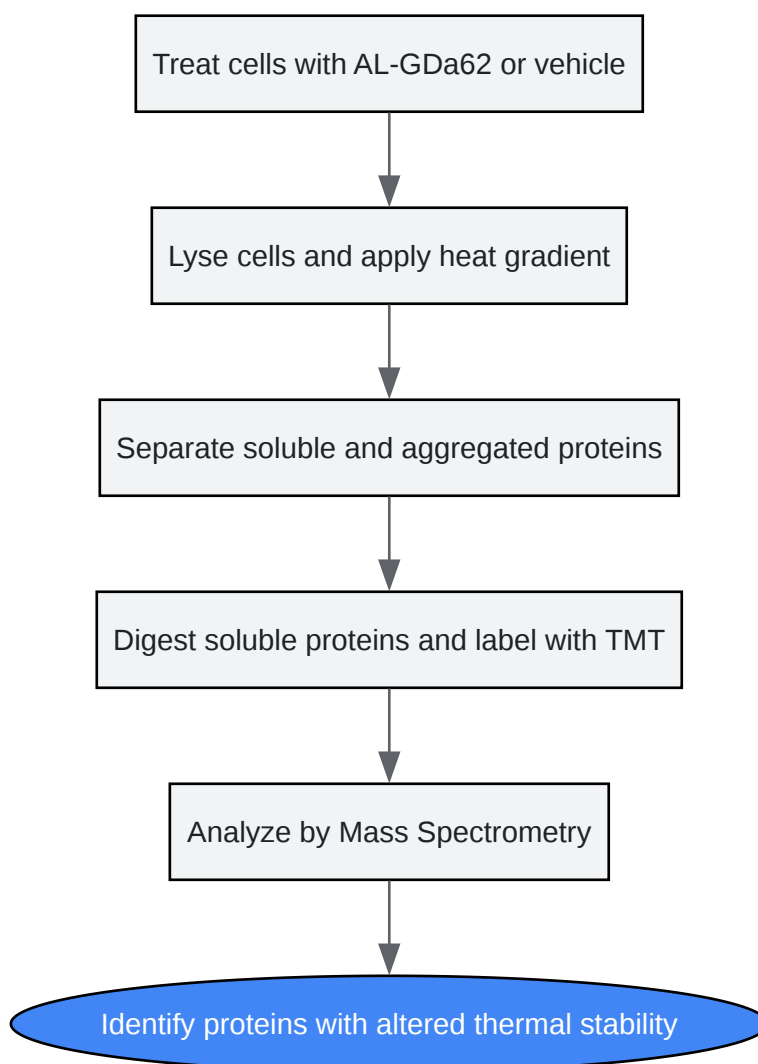 Treat cells with AL-GDa62 or vehicle
Lyse cells and apply heat gradient
Separate soluble and aggregated proteins
Digest soluble proteins and label with TMT
Analyze by Mass Spectrometry
Identify proteins with altered thermal stability